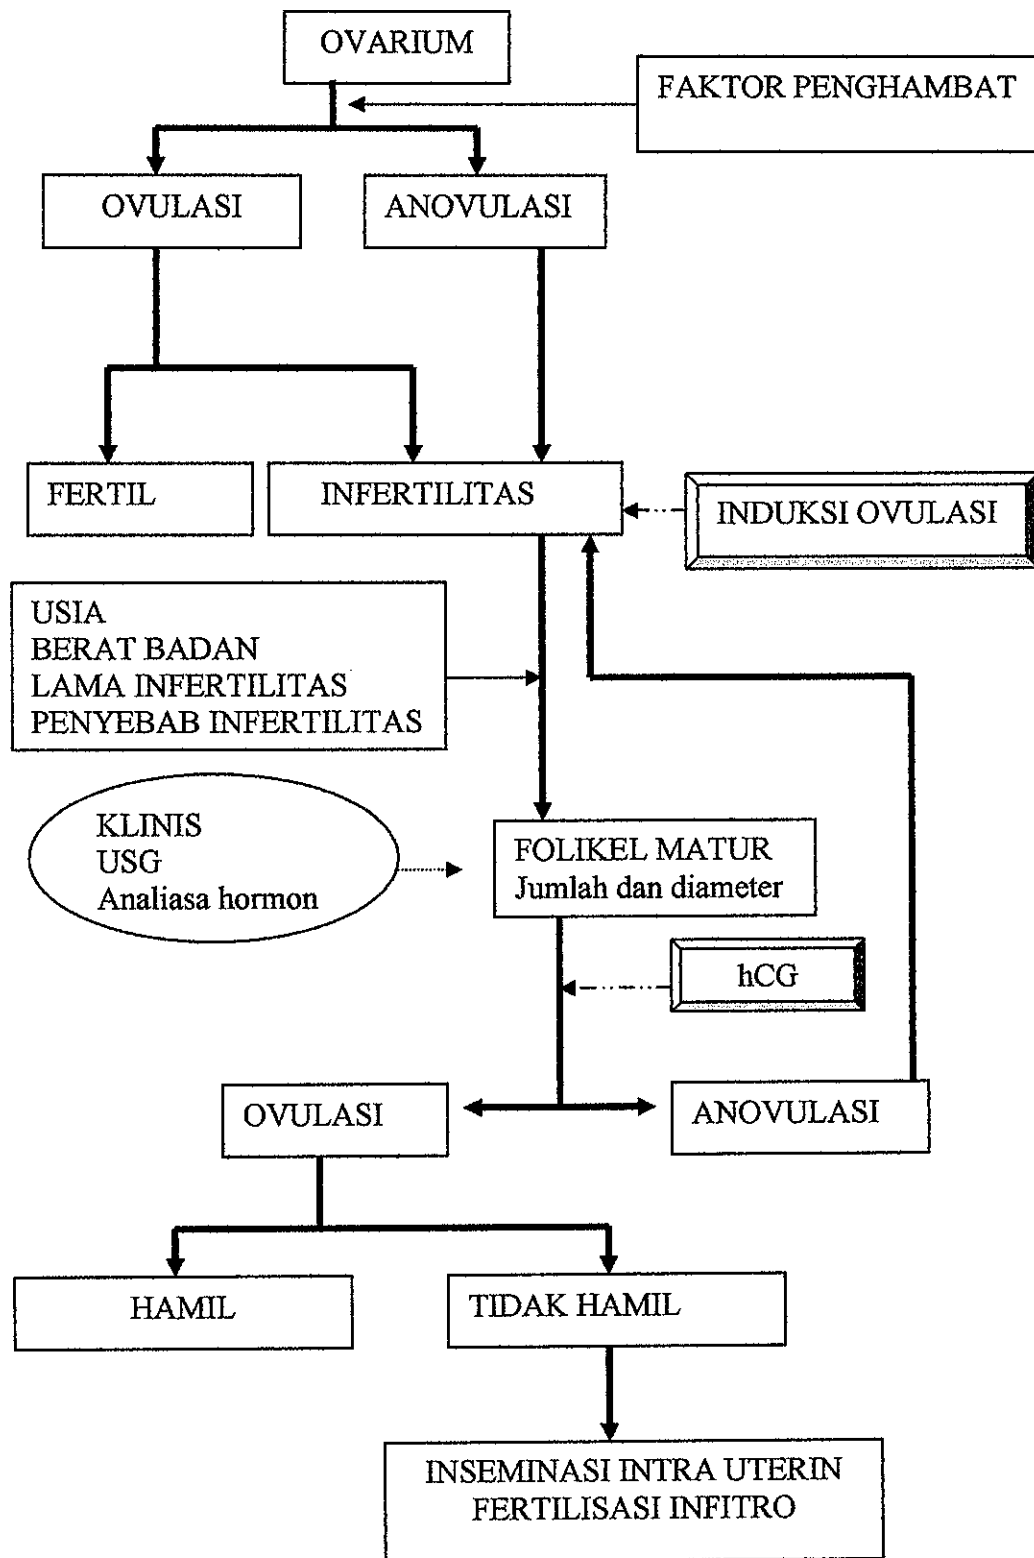 OVARIUM
FAKTOR PENGHAMBAT
OVULASI
ANOVULASI
FERTIL
INFERTILITAS
INDUKSI OVULASI
USIA
BERAT BADAN
LAMA INFERTILITAS
PENYEBAB INFERTILITAS
KLINIS
USG
Analiasa hormon
FOLIKEL MATUR
Jumlah dan diameter
hCG
OVULASI
ANOVULASI
HAMIL
TIDAK HAMIL
INSEMINASI INTRA UTERIN
FERTILISASI INFITRO